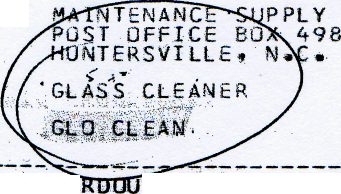 MAINTENANCE SUPPLY
POST OFFICE BOX 498
HUNTERSVILLE, N.C.
GLASS CLEANER
GLO CLEAN
RDOU